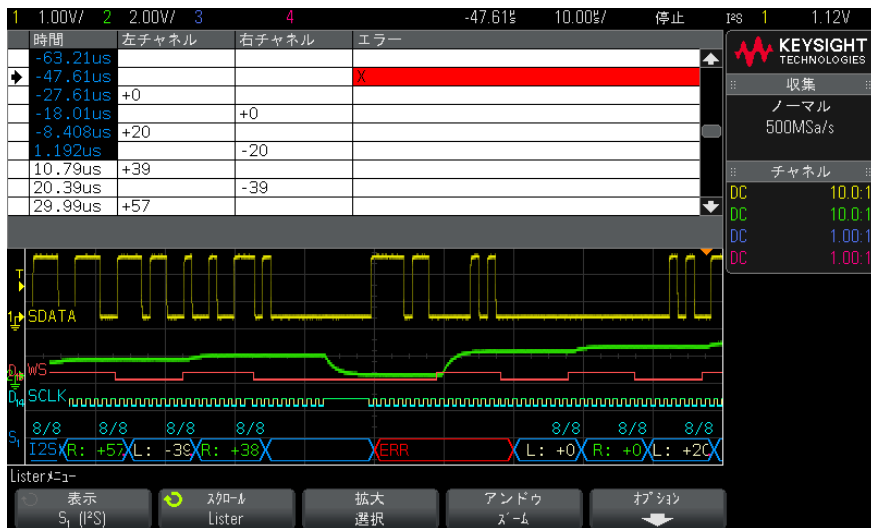 1 1.00V/ 2 2.00V/ 3 4 -47.61s 10.00s/ 停止 I²S 1 1.12V
時間 左チャネル 右チャネル エラー
-63.21us
-47.61us X
-27.61us +0
-18.01us +0
-8.408us +20
1.192us -20
10.79us +39
20.39us -39
29.99us +57
KEYSIGHT
TECHNOLOGIES
収集
ノーマル
500MSa/s
チャネル
DC 10.0:1
DC 10.0:1
DC 1.00:1
DC 1.00:1
T
1 SDATA
WS
D14 SCLK
8/8 8/8 8/8 8/8 8/8 8/8 8/8
S1 I2S R: +57 L: -39 R: +38 ERR L: +0 R: +0 L: +20
Listerメニュー
表示 スクロール 拡大 アンドゥ オプション
S1 (I²S) Lister 選択 ズーム